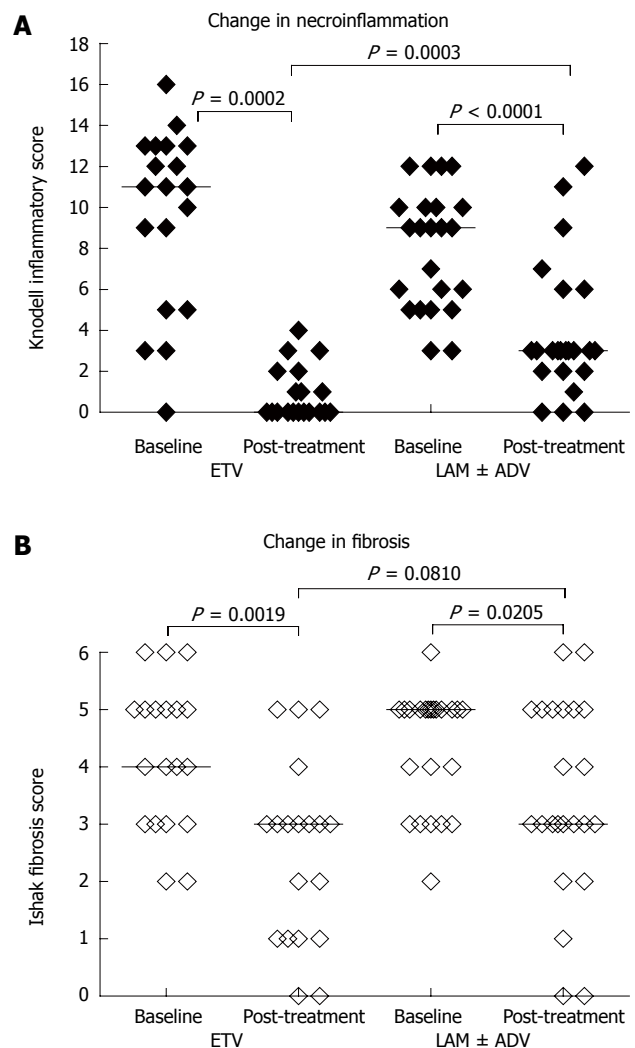 A
Change in necroinflammation
P = 0.0003
P = 0.0002
P < 0.0001
Knodell inflammatory score
18
16
14
12
10
8
6
4
2
0
Baseline Post-treatment Baseline Post-treatment
ETV LAM ± ADV
B
Change in fibrosis
P = 0.0810
P = 0.0019 P = 0.0205
Ishak fibrosis score
6
5
4
3
2
1
0
Baseline Post-treatment Baseline Post-treatment
ETV LAM ± ADV